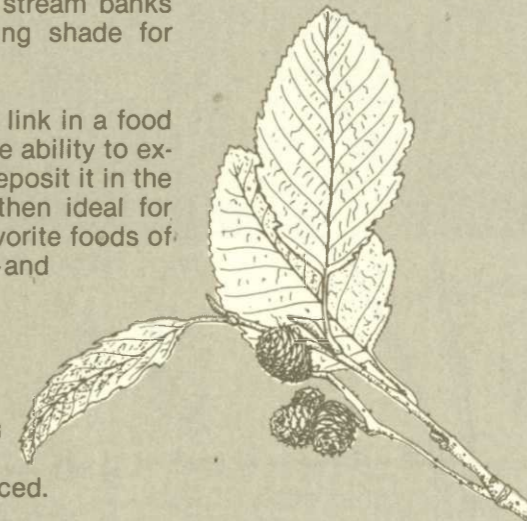 stream banks
ing shade for
link in a food
e ability to ex-
eposit it in the
then ideal for
vorite foods of
and
ced.